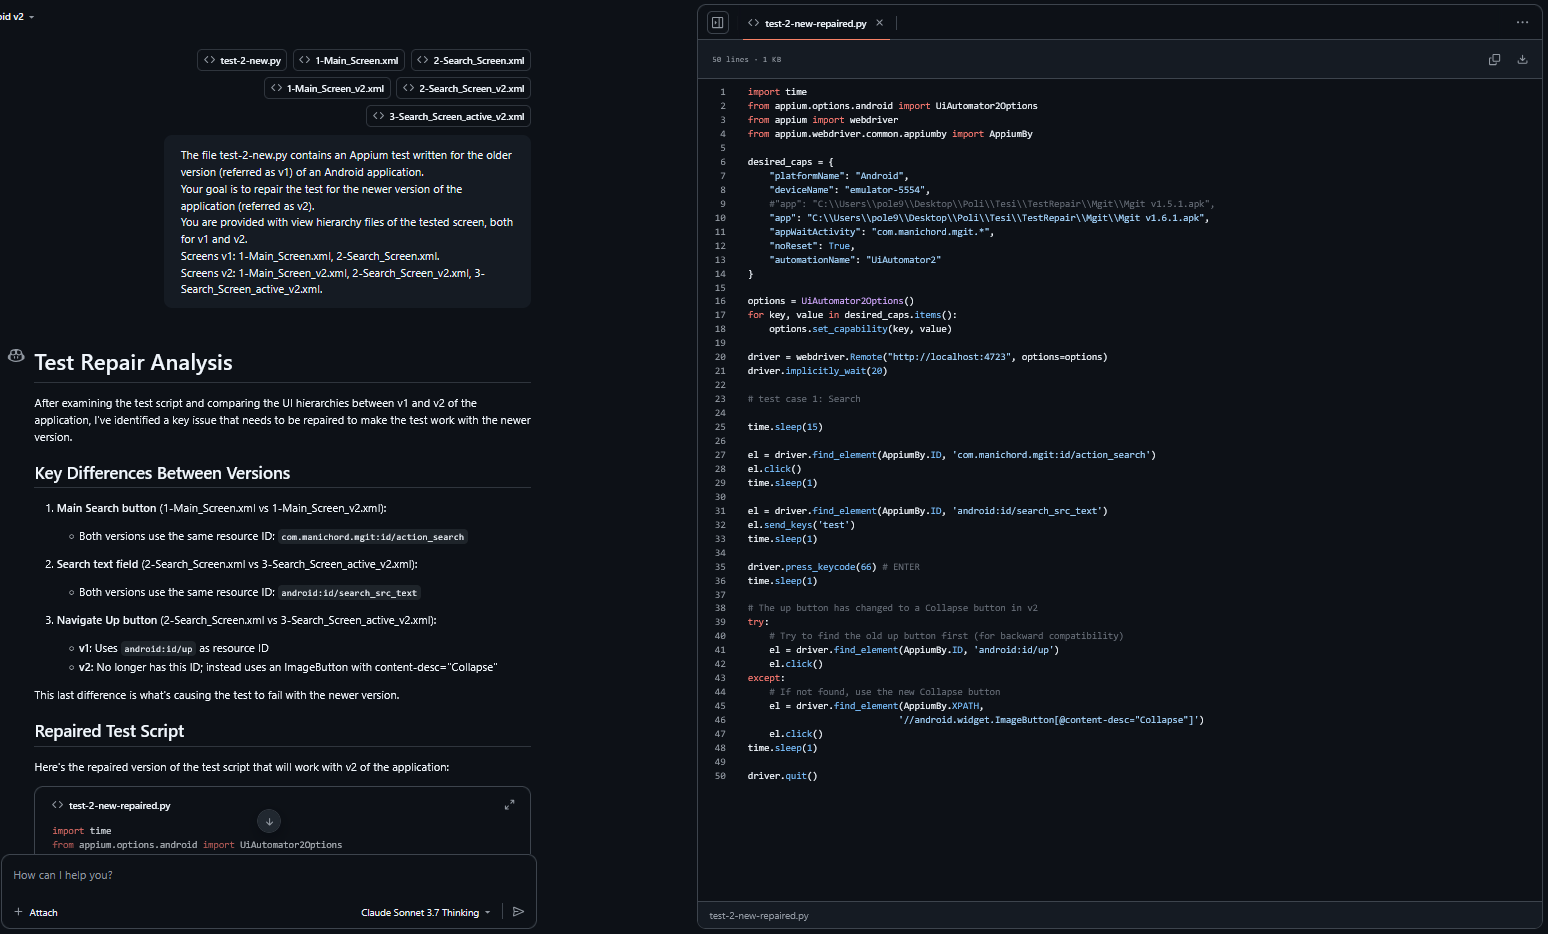 oid v2
test-2-new.py
1-Main_Screen.xml
2-Search_Screen.xml
1-Main_Screen_v2.xml
2-Search_Screen_v2.xml
3-Search_Screen_active_v2.xml
The file test-2-new.py contains an Appium test written for the older
version (referred as v1) of an Android application.
Your goal is to repair the test for the newer version of the
application (referred as v2).
You are provided with view hierarchy files of the tested screen, both
for v1 and v2.
Screens v1: 1-Main_Screen.xml, 2-Search_Screen.xml.
Screens v2: 1-Main_Screen_v2.xml, 2-Search_Screen_v2.xml, 3-
Search_Screen_active_v2.xml.
Test Repair Analysis
After examining the test script and comparing the UI hierarchies between v1 and v2 of the
application, I've identified a key issue that needs to be repaired to make the test work with the newer
version.
Key Differences Between Versions
1. Main Search button (1-Main_Screen.xml vs 1-Main_Screen_v2.xml):
Both versions use the same resource ID: com.manichord.mgit:id/action_search
2. Search text field (2-Search_Screen.xml vs 3-Search_Screen_active_v2.xml):
Both versions use the same resource ID: android:id/search_src_text
3. Navigate Up button (2-Search_Screen.xml vs 3-Search_Screen_active_v2.xml):
v1: Uses android:id/up as resource ID
v2: No longer has this ID; instead uses an ImageButton with content-desc="Collapse"
This last difference is what's causing the test to fail with the newer version.
Repaired Test Script
Here's the repaired version of the test script that will work with v2 of the application:
test-2-new-repaired.py
import time
from appium.options.android import UiAutomator2Options
How can I help you?
+ Attach
Claude Sonnet 3.7 Thinking
test-2-new-repaired.py
50 lines · 1 KB
1 import time
2 from appium.options.android import UiAutomator2Options
3 from appium import webdriver
4 from appium.webdriver.common.appiumby import AppiumBy
5
6 desired_caps = {
7 "platformName": "Android",
8 "deviceName": "emulator-5554",
9 #"app": "C:\\Users\\pole9\\Desktop\\Poli\\Tesi\\TestRepair\\Mgit\\Mgit v1.5.1.apk",
10 "app": "C:\\Users\\pole9\\Desktop\\Poli\\Tesi\\TestRepair\\Mgit\\Mgit v1.6.1.apk",
11 "appWaitActivity": "com.manichord.mgit.*",
12 "noReset": True,
13 "automationName": "UiAutomator2"
14 }
15
16 options = UiAutomator2Options()
17 for key, value in desired_caps.items():
18 options.set_capability(key, value)
19
20 driver = webdriver.Remote("http://localhost:4723", options=options)
21 driver.implicitly_wait(20)
22
23 # test case 1: Search
24
25 time.sleep(15)
26
27 el = driver.find_element(AppiumBy.ID, 'com.manichord.mgit:id/action_search')
28 el.click()
29 time.sleep(1)
30
31 el = driver.find_element(AppiumBy.ID, 'android:id/search_src_text')
32 el.send_keys('test')
33 time.sleep(1)
34
35 driver.press_keycode(66) # ENTER
36 time.sleep(1)
37
38 # The up button has changed to a Collapse button in v2
39 try:
40 # Try to find the old up button first (for backward compatibility)
41 el = driver.find_element(AppiumBy.ID, 'android:id/up')
42 el.click()
43 except:
44 # If not found, use the new Collapse button
45 el = driver.find_element(AppiumBy.XPATH,
46 '//android.widget.ImageButton[@content-desc="Collapse"]')
47 el.click()
48 time.sleep(1)
49
50 driver.quit()
test-2-new-repaired.py